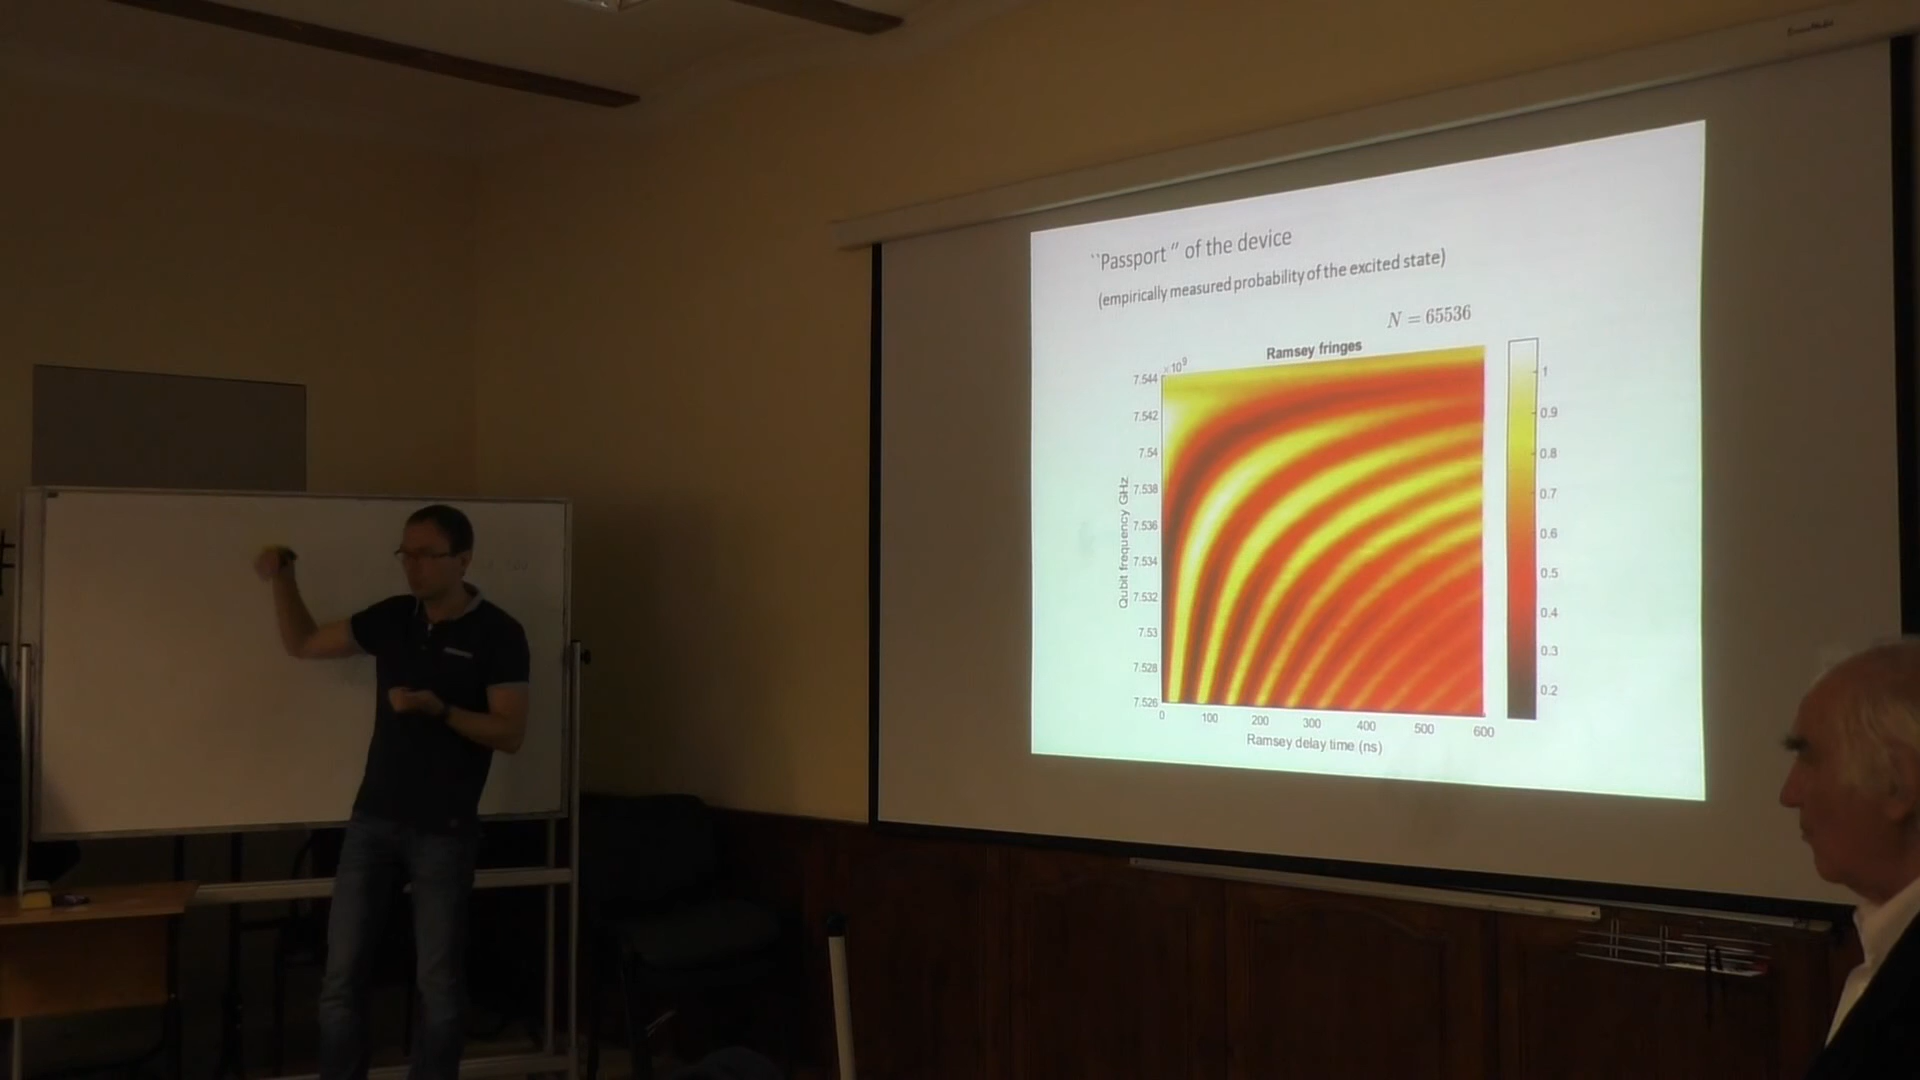 ``Passport" of the device
(empirically measured probability of the excited state)
N = 65536
Ramsey fringes
×10^9
7.544
7.542
7.54
7.538
7.536
7.534
7.532
7.53
7.528
7.526
Qubit frequency GHz
0 100 200 300 400 500 600
Ramsey delay time (ns)
1
0.9
0.8
0.7
0.6
0.5
0.4
0.3
0.2